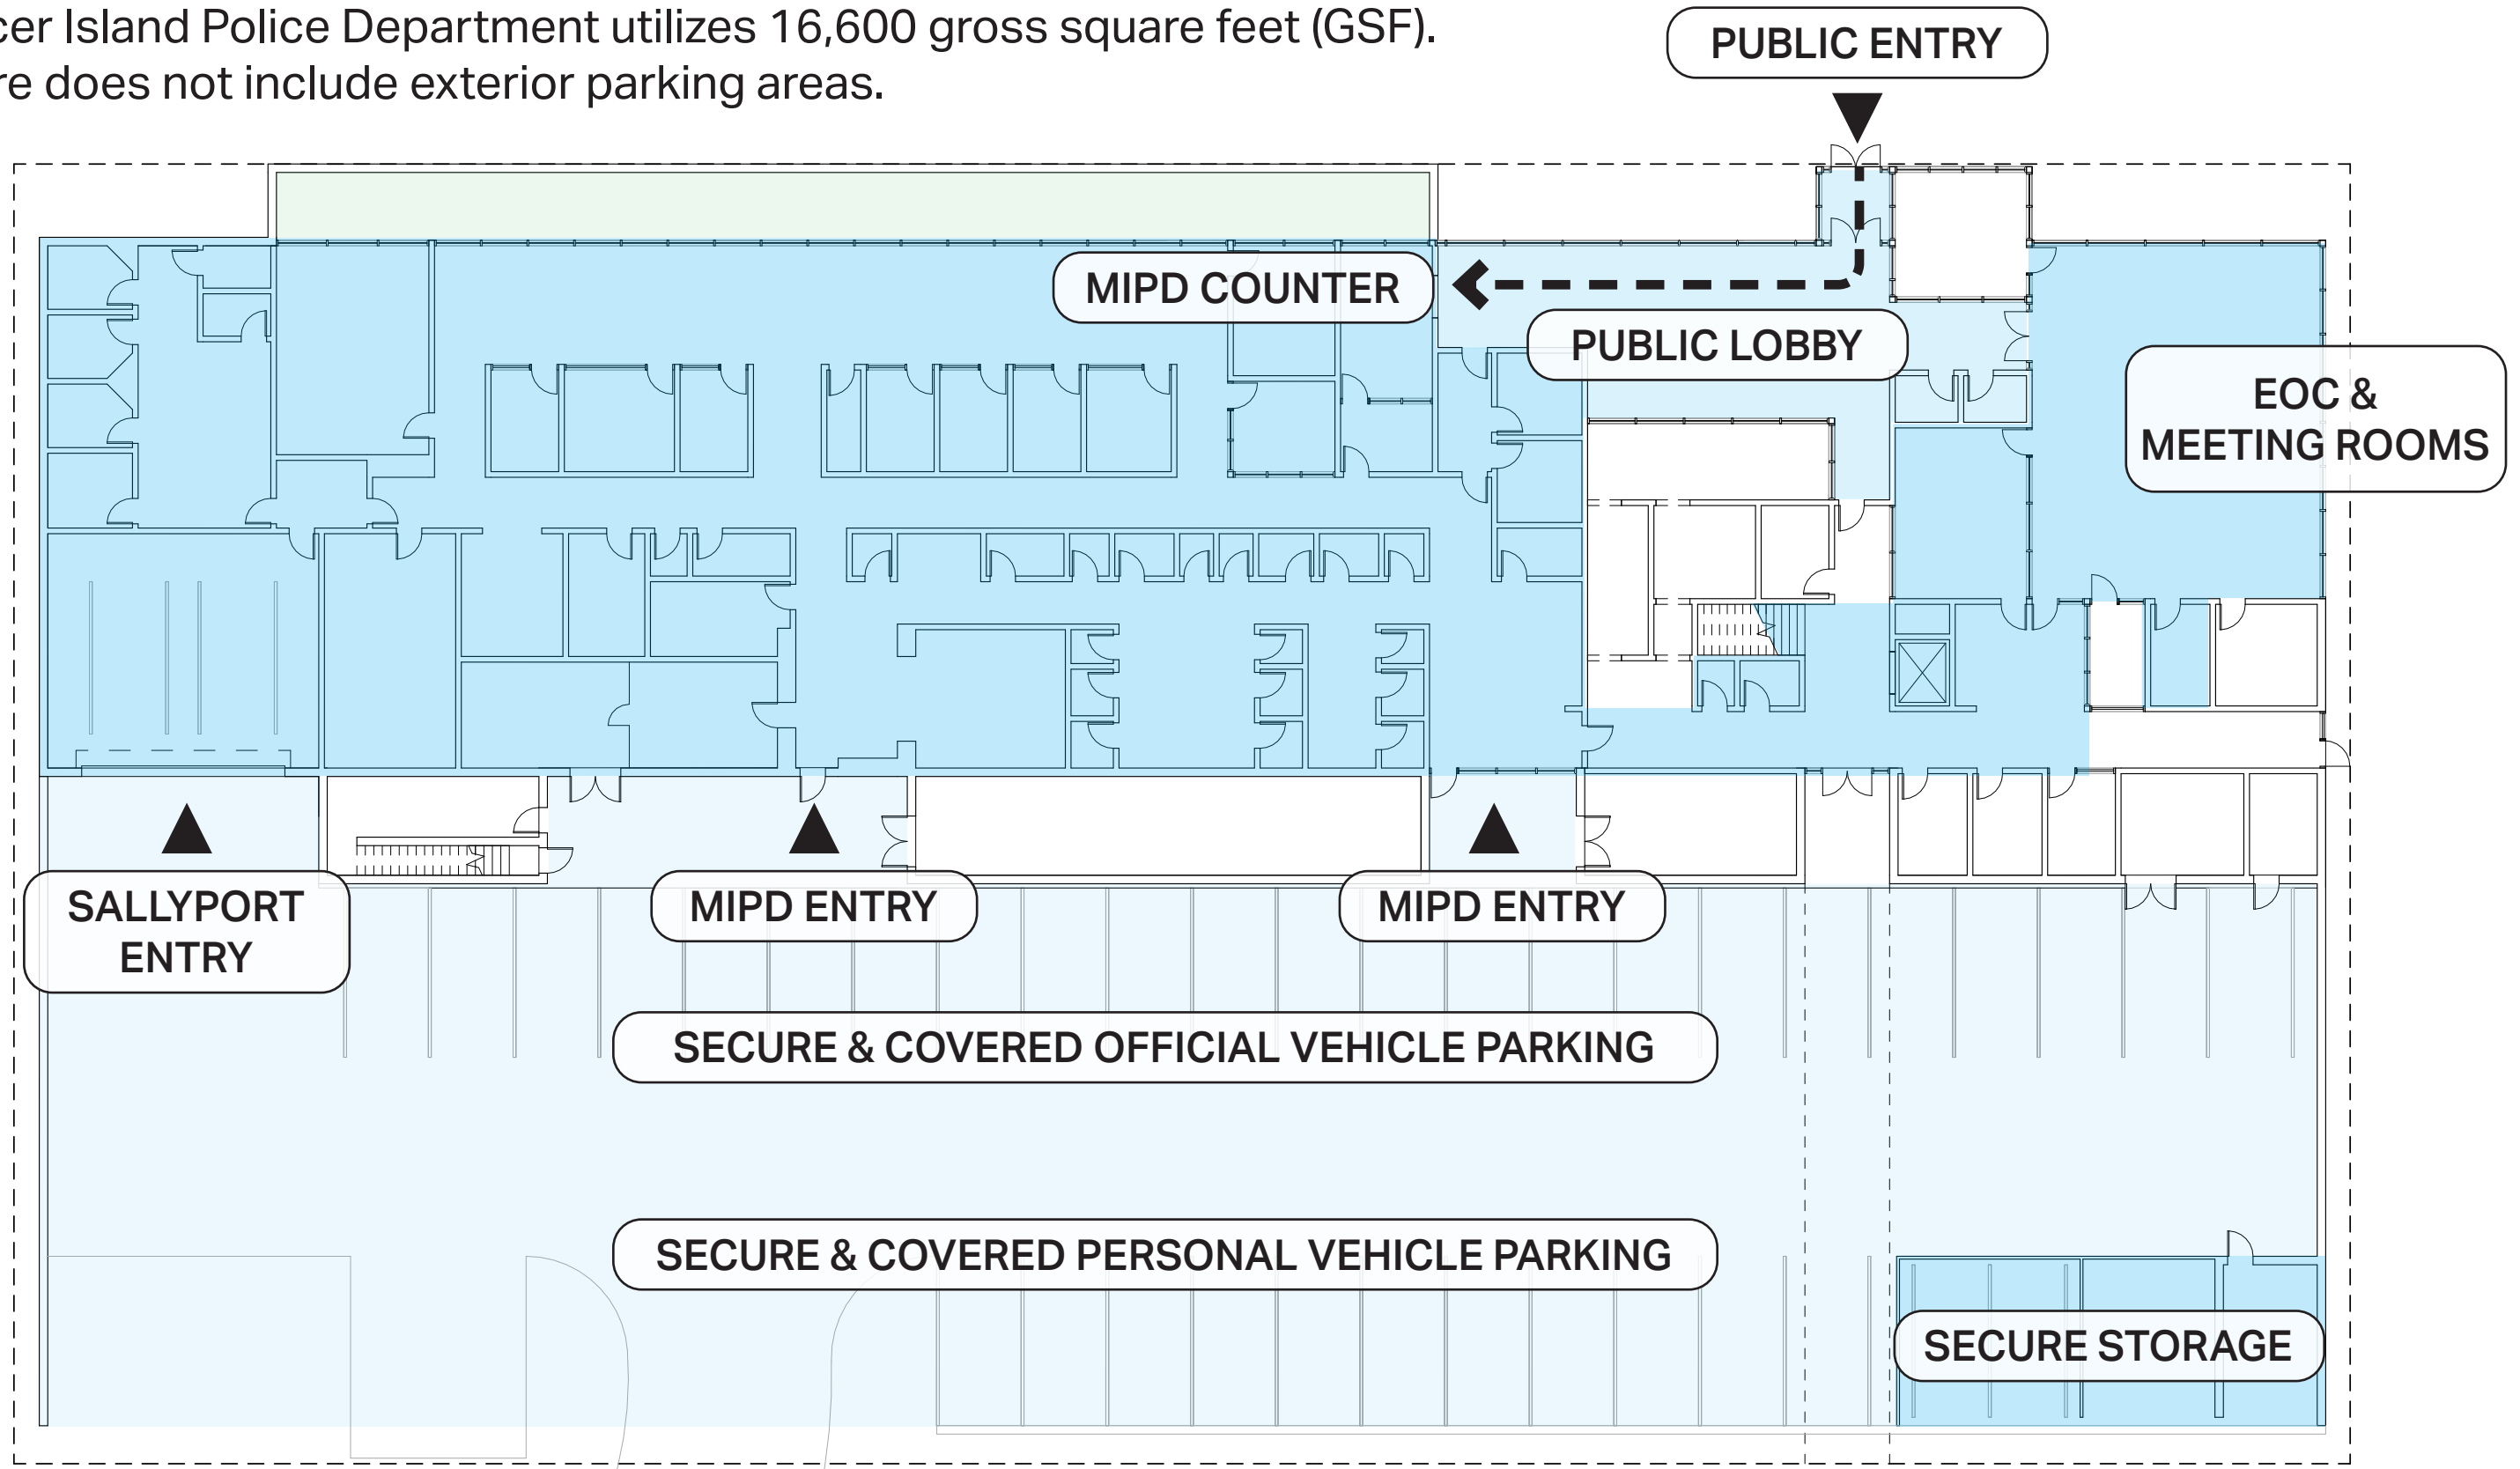 Island Police Department utilizes 16,600 gross square feet (GSF).
does not include exterior parking areas.
PUBLIC ENTRY
MIPD COUNTER
PUBLIC LOBBY
EOC &
MEETING ROOMS
SALLYPORT
ENTRY
MIPD ENTRY
MIPD ENTRY
SECURE & COVERED OFFICIAL VEHICLE PARKING
SECURE & COVERED PERSONAL VEHICLE PARKING
SECURE STORAGE